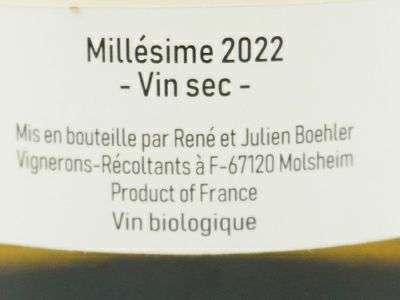 Millésime 2022
- Vin sec -
Mis en bouteille par René et Julien Boehler
Vignerons-Récoltants à F-67120 Molsheim
Product of France
Vin biologique